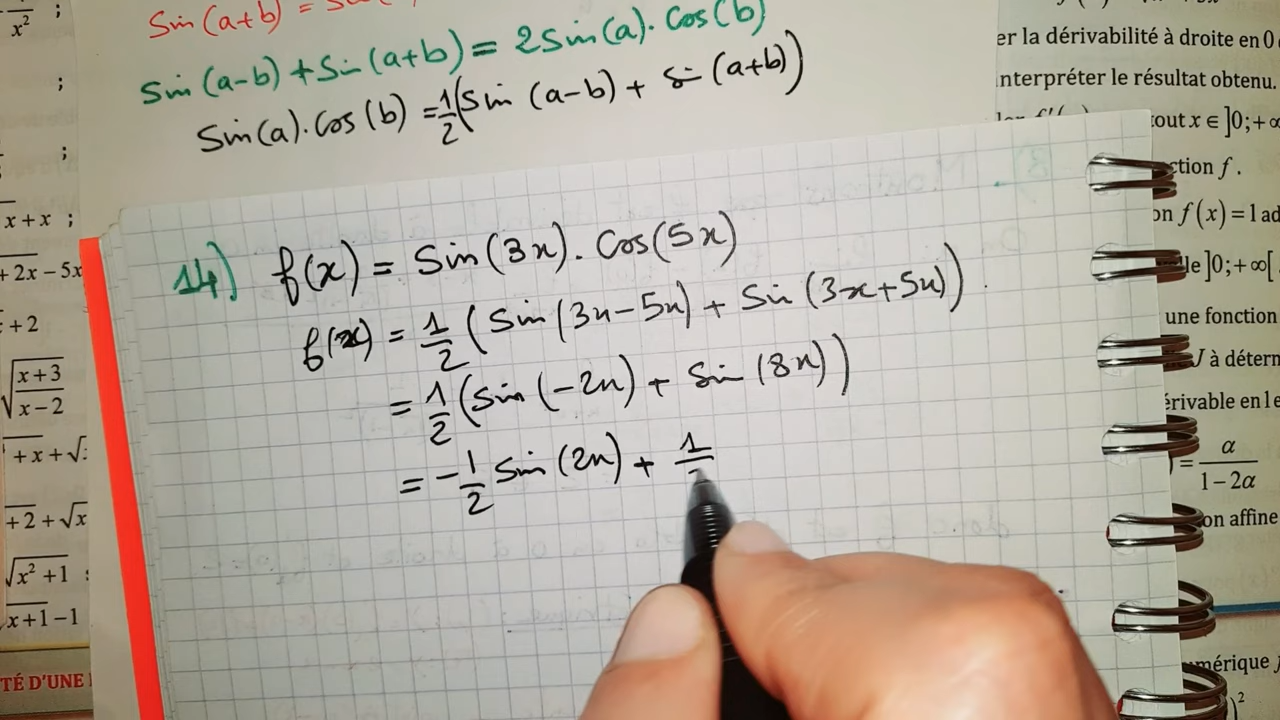 x²
;
Sin(a+b) =
Sin(a-b) + Sin(a+b) = 2Sin(a).Cos(b)
Sin(a).Cos(b) = 1/2(Sin(a-b) + sin(a+b))
;
;
x + x ;
+2x - 5x
+ 2
√(x+3 / x-2)
+ x + √
+2 + √x
√x² + 1
x+1 - 1
TÉ D'UNE
14) f(x) = Sin(3x).Cos(5x)
f(x) = 1/2(Sin(3x-5x) + Sin(3x+5x))
= 1/2(Sin(-2x) + Sin(8x))
= -1/2 Sin(2x) + 1
er la dérivabilité à droite en 0
nterpréter le résultat obtenu.
tout x ∈ ]0;+∞
ction f.
on f(x) = 1 ad
le ]0;+∞[
une fonction
J à déterm
érivable en 1 e
) = α / 1-2α
on affine
mérique
)²